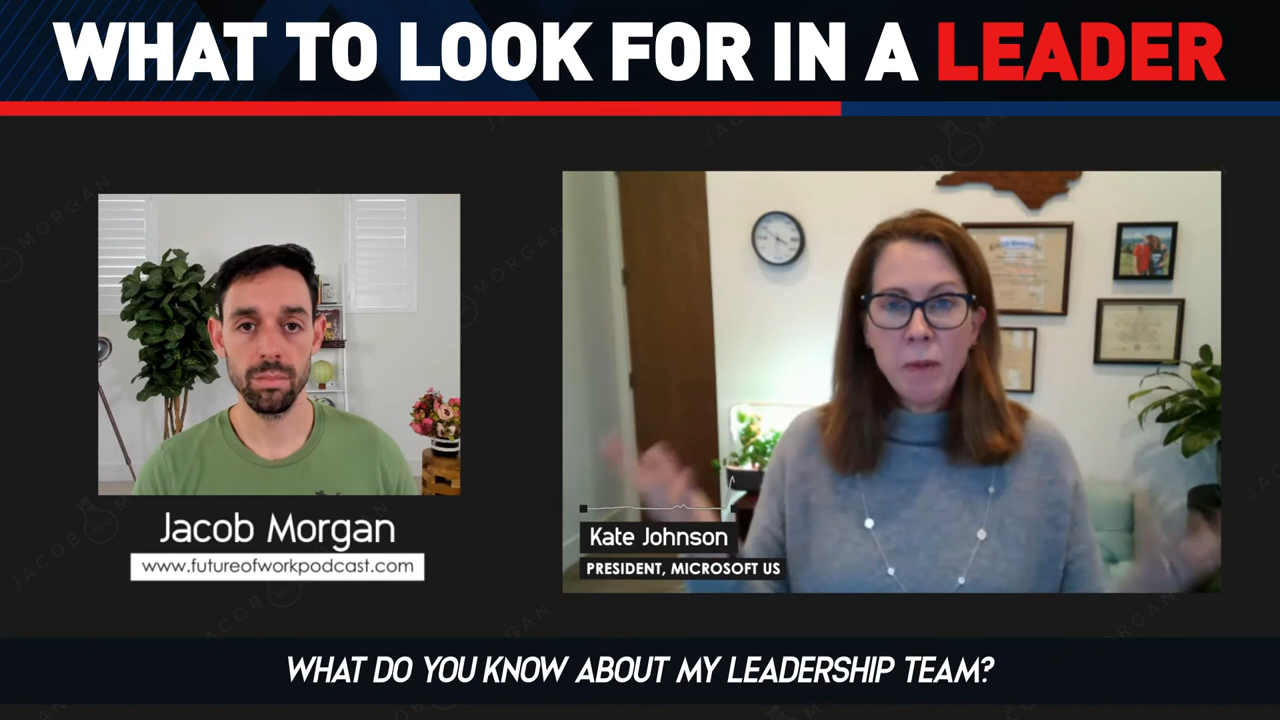 WHAT TO LOOK FOR IN A LEADER
Jacob Morgan
www.futureofworkpodcast.com
Kate Johnson
PRESIDENT, MICROSOFT US
WHAT DO YOU KNOW ABOUT MY LEADERSHIP TEAM?